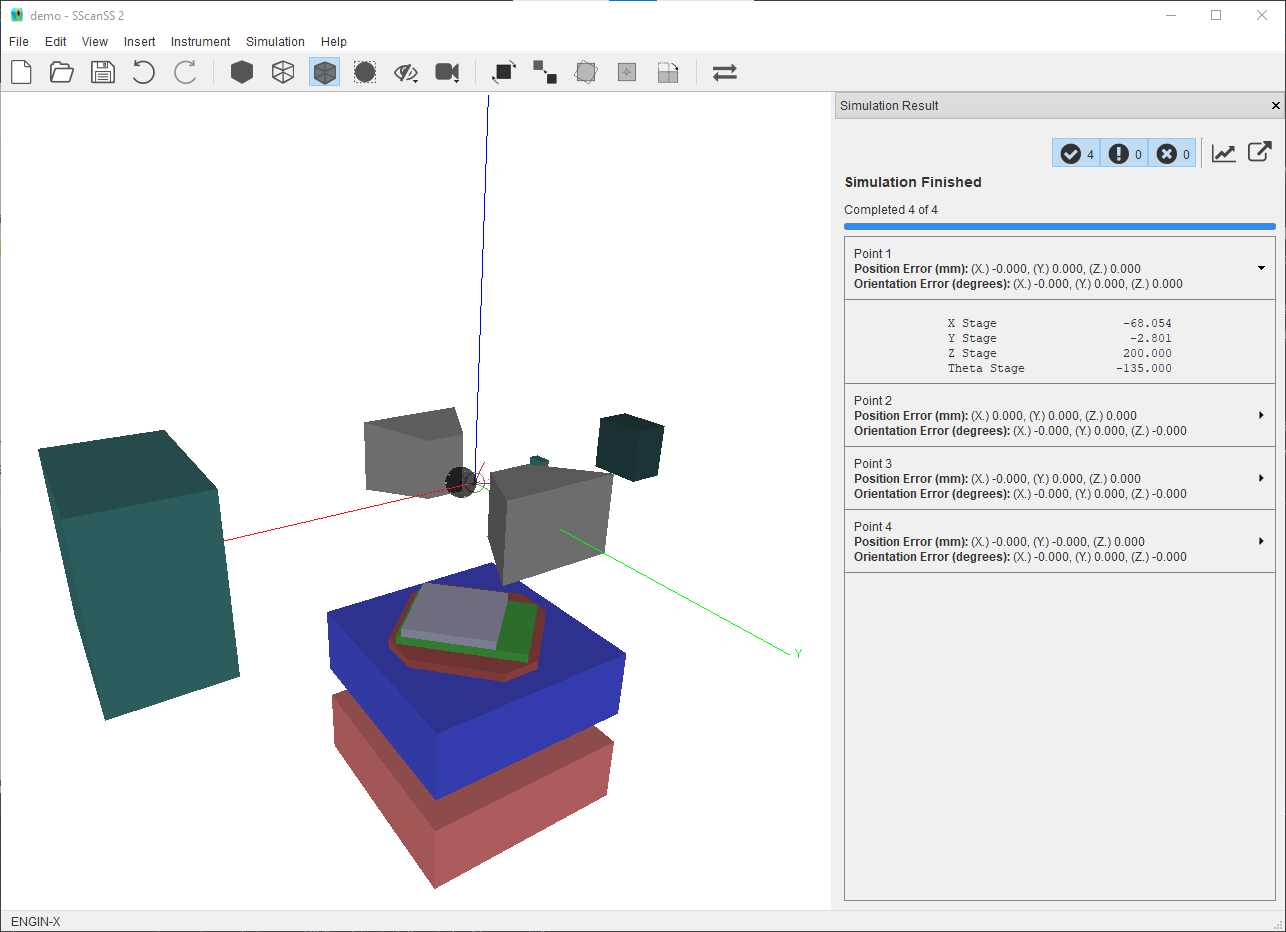 demo - SScanSS 2
File Edit View Insert Instrument Simulation Help
Simulation Result
4 0 0
Simulation Finished
Completed 4 of 4
Point 1
Position Error (mm): (X.) -0.000, (Y.) 0.000, (Z.) 0.000
Orientation Error (degrees): (X.) -0.000, (Y.) 0.000, (Z.) 0.000
X Stage -68.054
Y Stage -2.801
Z Stage 200.000
Theta Stage -135.000
Point 2
Position Error (mm): (X.) 0.000, (Y.) 0.000, (Z.) 0.000
Orientation Error (degrees): (X.) -0.000, (Y.) 0.000, (Z.) -0.000
Point 3
Position Error (mm): (X.) -0.000, (Y.) 0.000, (Z.) 0.000
Orientation Error (degrees): (X.) -0.000, (Y.) 0.000, (Z.) -0.000
Point 4
Position Error (mm): (X.) -0.000, (Y.) -0.000, (Z.) 0.000
Orientation Error (degrees): (X.) -0.000, (Y.) 0.000, (Z.) -0.000
Y
ENGIN-X